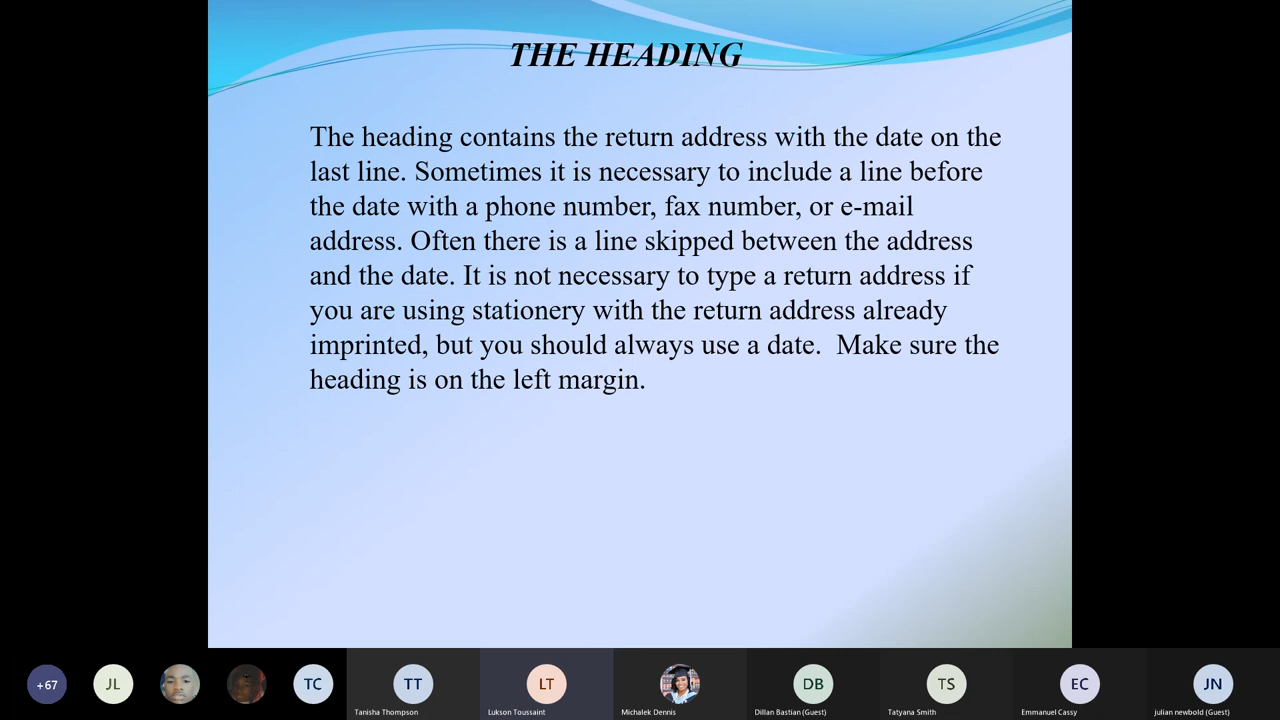 THE HEADING
The heading contains the return address with the date on the
last line. Sometimes it is necessary to include a line before
the date with a phone number, fax number, or e-mail
address. Often there is a line skipped between the address
and the date. It is not necessary to type a return address if
you are using stationery with the return address already
imprinted, but you should always use a date.  Make sure the
heading is on the left margin.
+67
JL
TC
TT
LT
DB
TS
EC
JN
Tanisha Thompson
Lukson Toussaint
Michalek Dennis
Dillan Bastian (Guest)
Tatyana Smith
Emmanuel Cassy
julian newbold (Guest)